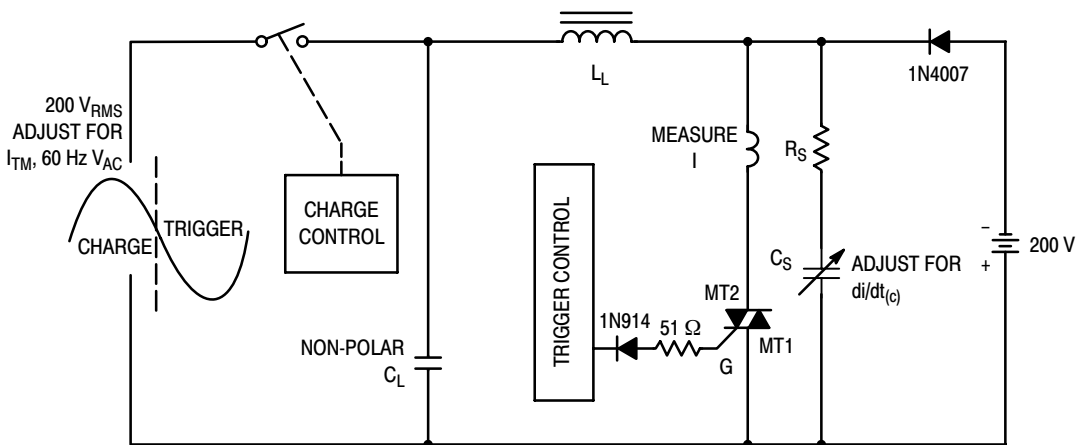 200 V_RMS
ADJUST FOR
I_TM, 60 Hz V_AC
CHARGE
TRIGGER
CHARGE
CONTROL
NON-POLAR
C_L
L_L
TRIGGER CONTROL
MEASURE
I
R_S
1N4007
C_S
ADJUST FOR
di/dt_(c)
−
+
200 V
MT2
MT1
1N914
51 Ω
G